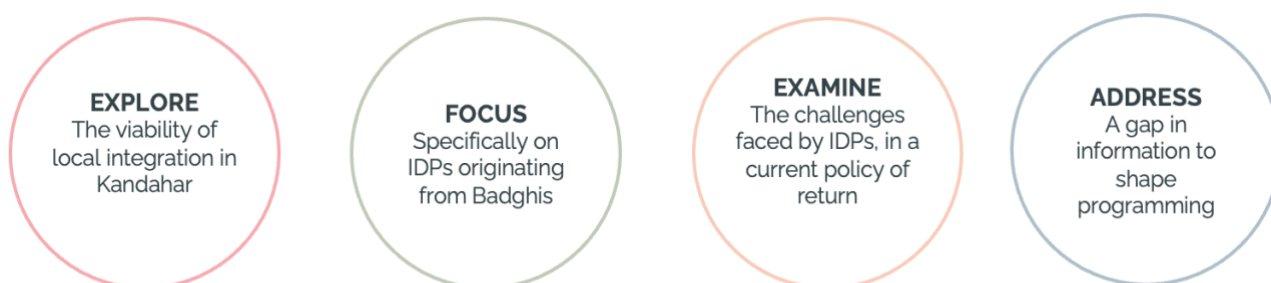 EXPLORE
The viability of
local integration in
Kandahar
FOCUS
Specifically on
IDPs originating
from Badghis
EXAMINE
The challenges
faced by IDPs, in a
current policy of
return
ADDRESS
A gap in
information to
shape
programming